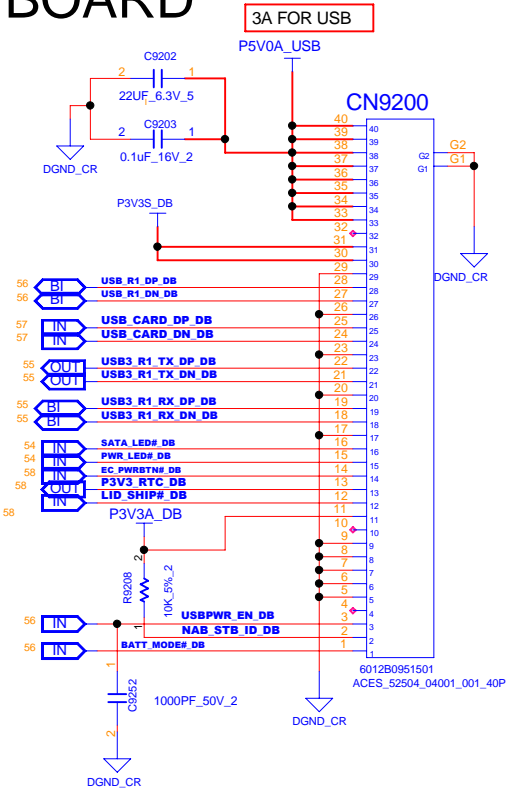 BOARD
3A FOR USB
P5V0A_USB
C9202
2 1
22UF_6.3V_5
1
C9203
2 1
0.1uF_16V_2
DGND_CR
CN9200
P3V3S_DB
40 40
39 39
38 38
37 37
36 36
35 35
34 34
33 33
32 32
31 31
30 30
29 29
28 28
27 27
26 26
25 25
24 24
23 23
22 22
21 21
20 20
19 19
18 18
17 17
16 16
15 15
14 14
13 13
12 12
11 11
10 10
9 9
8 8
7 7
6 6
5 5
4 4
3 3
2 2
1 1
G2 G2
G1 G1
DGND_CR
56 BI USB_R1_DP_DB
56 BI USB_R1_DN_DB
57 IN USB_CARD_DP_DB
57 IN USB_CARD_DN_DB
55 OUT USB3_R1_TX_DP_DB
55 OUT USB3_R1_TX_DN_DB
55 BI USB3_R1_RX_DP_DB
55 BI USB3_R1_RX_DN_DB
54 IN SATA_LED#_DB
54 IN PWR_LED#_DB
58 IN EC_PWRBTN#_DB
58 OUT P3V3_RTC_DB
58 IN LID_SHIP#_DB
P3V3A_DB
2
R9208
10K_5%_2
1
56 IN USBPWR_EN_DB
NAB_STB_ID_DB
56 IN BATT_MODE#_DB
1
C9252
1000PF_50V_2
2
DGND_CR
DGND_CR
6012B0951501
ACES_52504_04001_001_40P